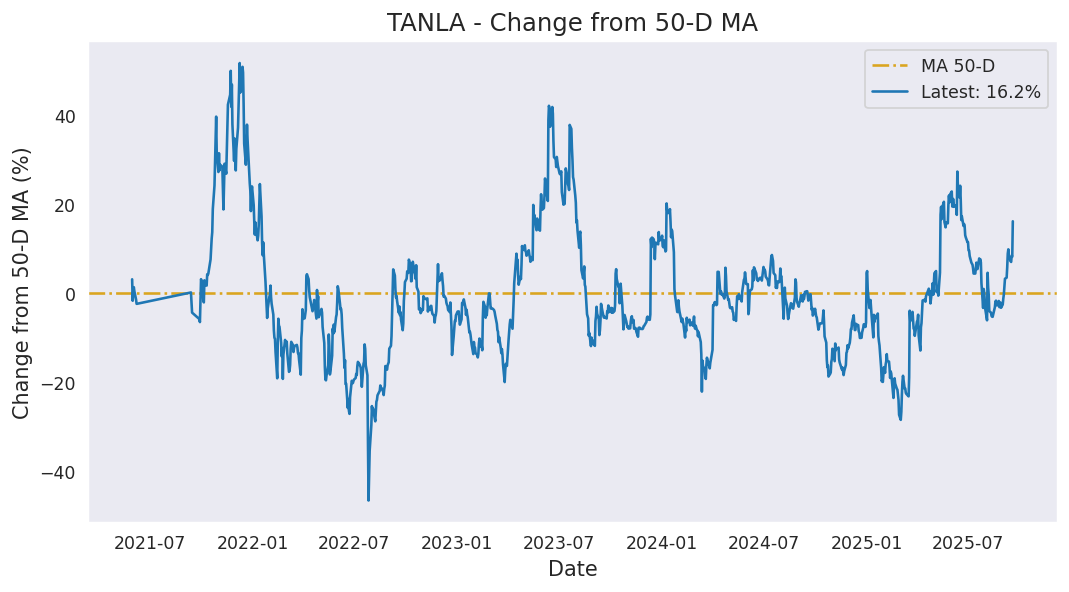 TANLA - Change from 50-D MA
MA 50-D
Latest: 16.2%
Change from 50-D MA (%)
40
20
0
−20
−40
2021-07
2022-01
2022-07
2023-01
2023-07
2024-01
2024-07
2025-01
2025-07
Date